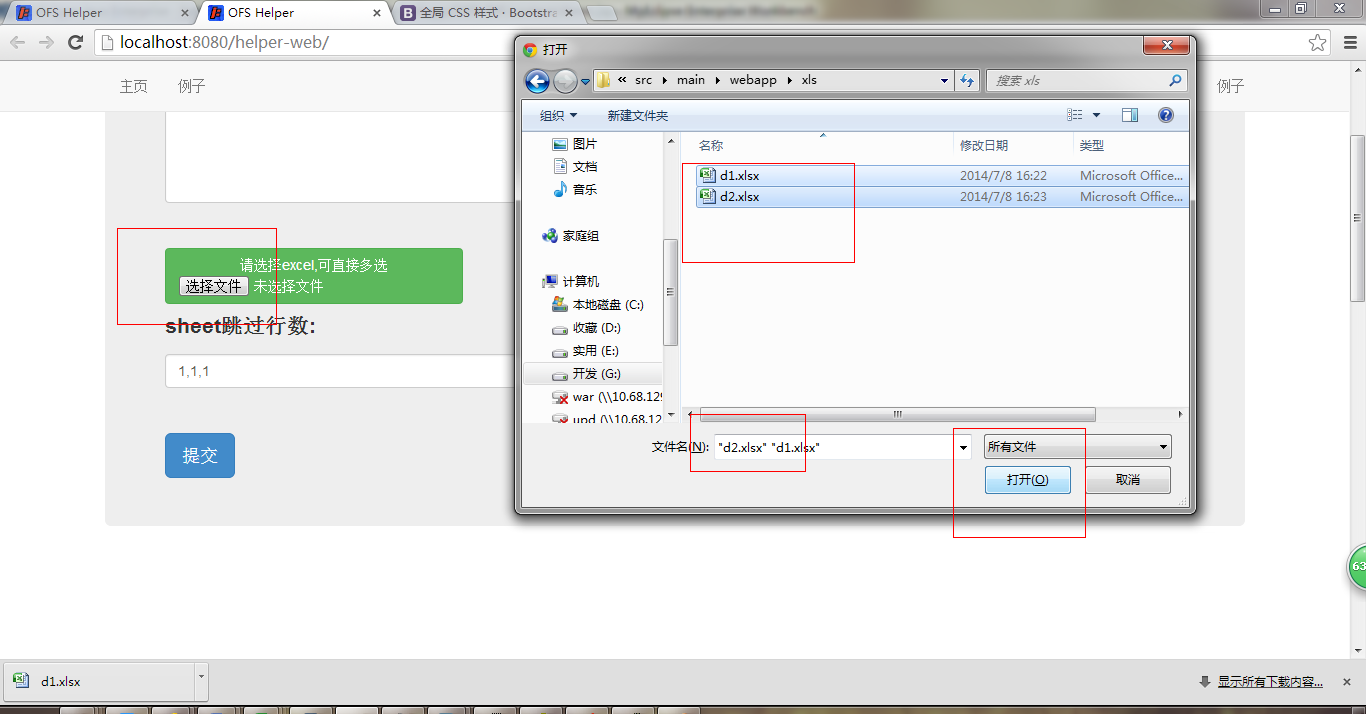 OFS Helper
OFS Helper
全局 CSS 样式 · Bootstra
MyEclipse Enterprise Workbench
localhost:8080/helper-web/
主页 例子
例子
请选择excel,可直接多选
选择文件 未选择文件
sheet跳过行数:
1,1,1
提交
打开
« src main webapp xls
搜索 xls
组织 新建文件夹
图片
文档
音乐
家庭组
计算机
本地磁盘 (C:)
收藏 (D:)
实用 (E:)
开发 (G:)
war (\\10.68.129
upd (\\10.68.12
名称 修改日期 类型
d1.xlsx 2014/7/8 16:22 Microsoft Office...
d2.xlsx 2014/7/8 16:23 Microsoft Office...
文件名(N): "d2.xlsx" "d1.xlsx"
所有文件
打开(O) 取消
63
d1.xlsx
显示所有下载内容...